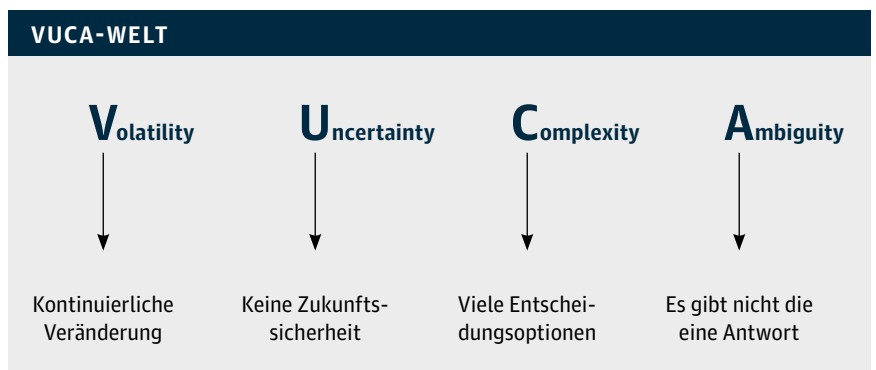 VUCA-WELT
Volatility
Uncertainty
Complexity
Ambiguity
Kontinuierliche
Veränderung
Keine Zukunfts-
sicherheit
Viele Entschei-
dungsoptionen
Es gibt nicht die
eine Antwort